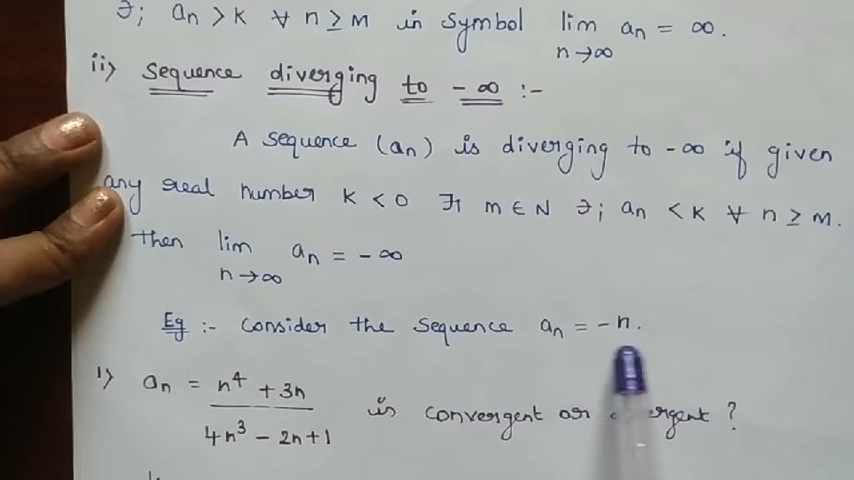 ∋; aₙ > k ∀ n ≥ m in symbol lim n→∞ aₙ = ∞.
ii) Sequence diverging to - ∞ :-
A sequence (aₙ) is diverging to - ∞ if given
any real number k < 0 ∃ m ∈ N ∋; aₙ < k ∀ n ≥ m.
then lim n→∞ aₙ = - ∞
Eg :- Consider the sequence aₙ = - n.
1) aₙ = (n⁴ + 3n)/(4n³ - 2n + 1) is convergent or ?